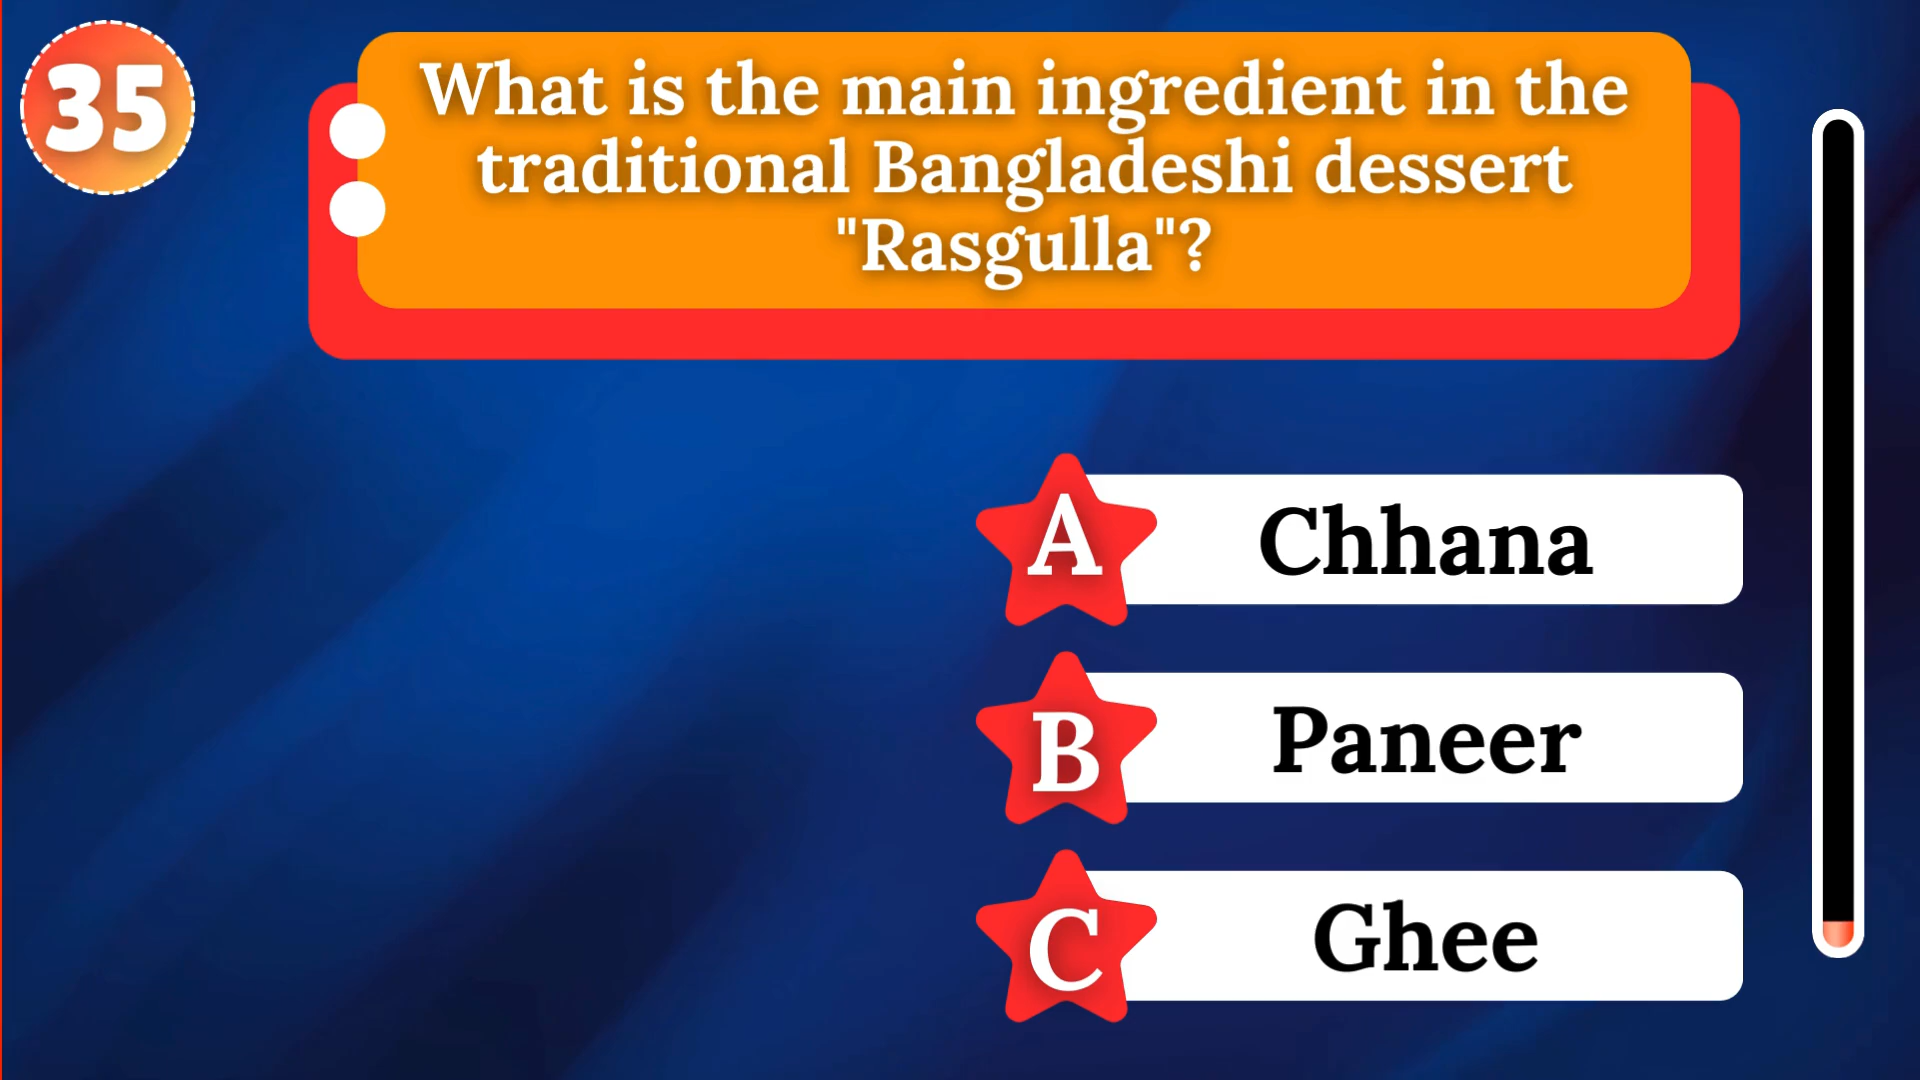 35
What is the main ingredient in the
traditional Bangladeshi dessert
"Rasgulla"?
A Chhana
B Paneer
C Ghee